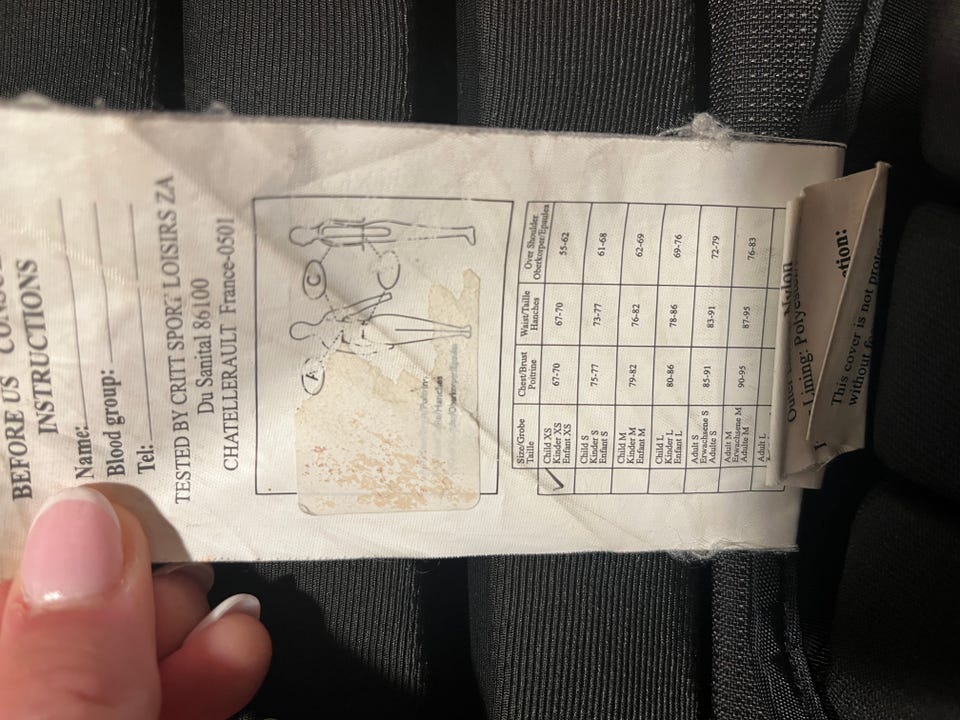 BEFORE US
INSTRUCTIONS
Name:
Blood group:
Tel:
TESTED BY CRITT SPORT LOISIRS ZA
Du Sanital 86100
CHATELLERAULT France-0501
A
C
Size/Grobe Taille Chest/Brust Poitrine Waist/Taille Hanches Over Shoulder Oberkorper/Epaules
✓ Child XS Kinder XS Enfant XS 67-70 67-70 55-62
Child S Kinder S Enfant S 75-77 73-77 61-68
Child M Kinder M Enfant M 79-82 76-82 62-69
Child L Kinder L Enfant L 80-86 78-86 69-76
Adult S Erwachsene S Adulte S 85-91 83-91 72-79
Adult M Erwachsene M Adulte M 90-95 87-95 76-83
Adult L
Nylon
Lining: Polyester
This cover is not
without